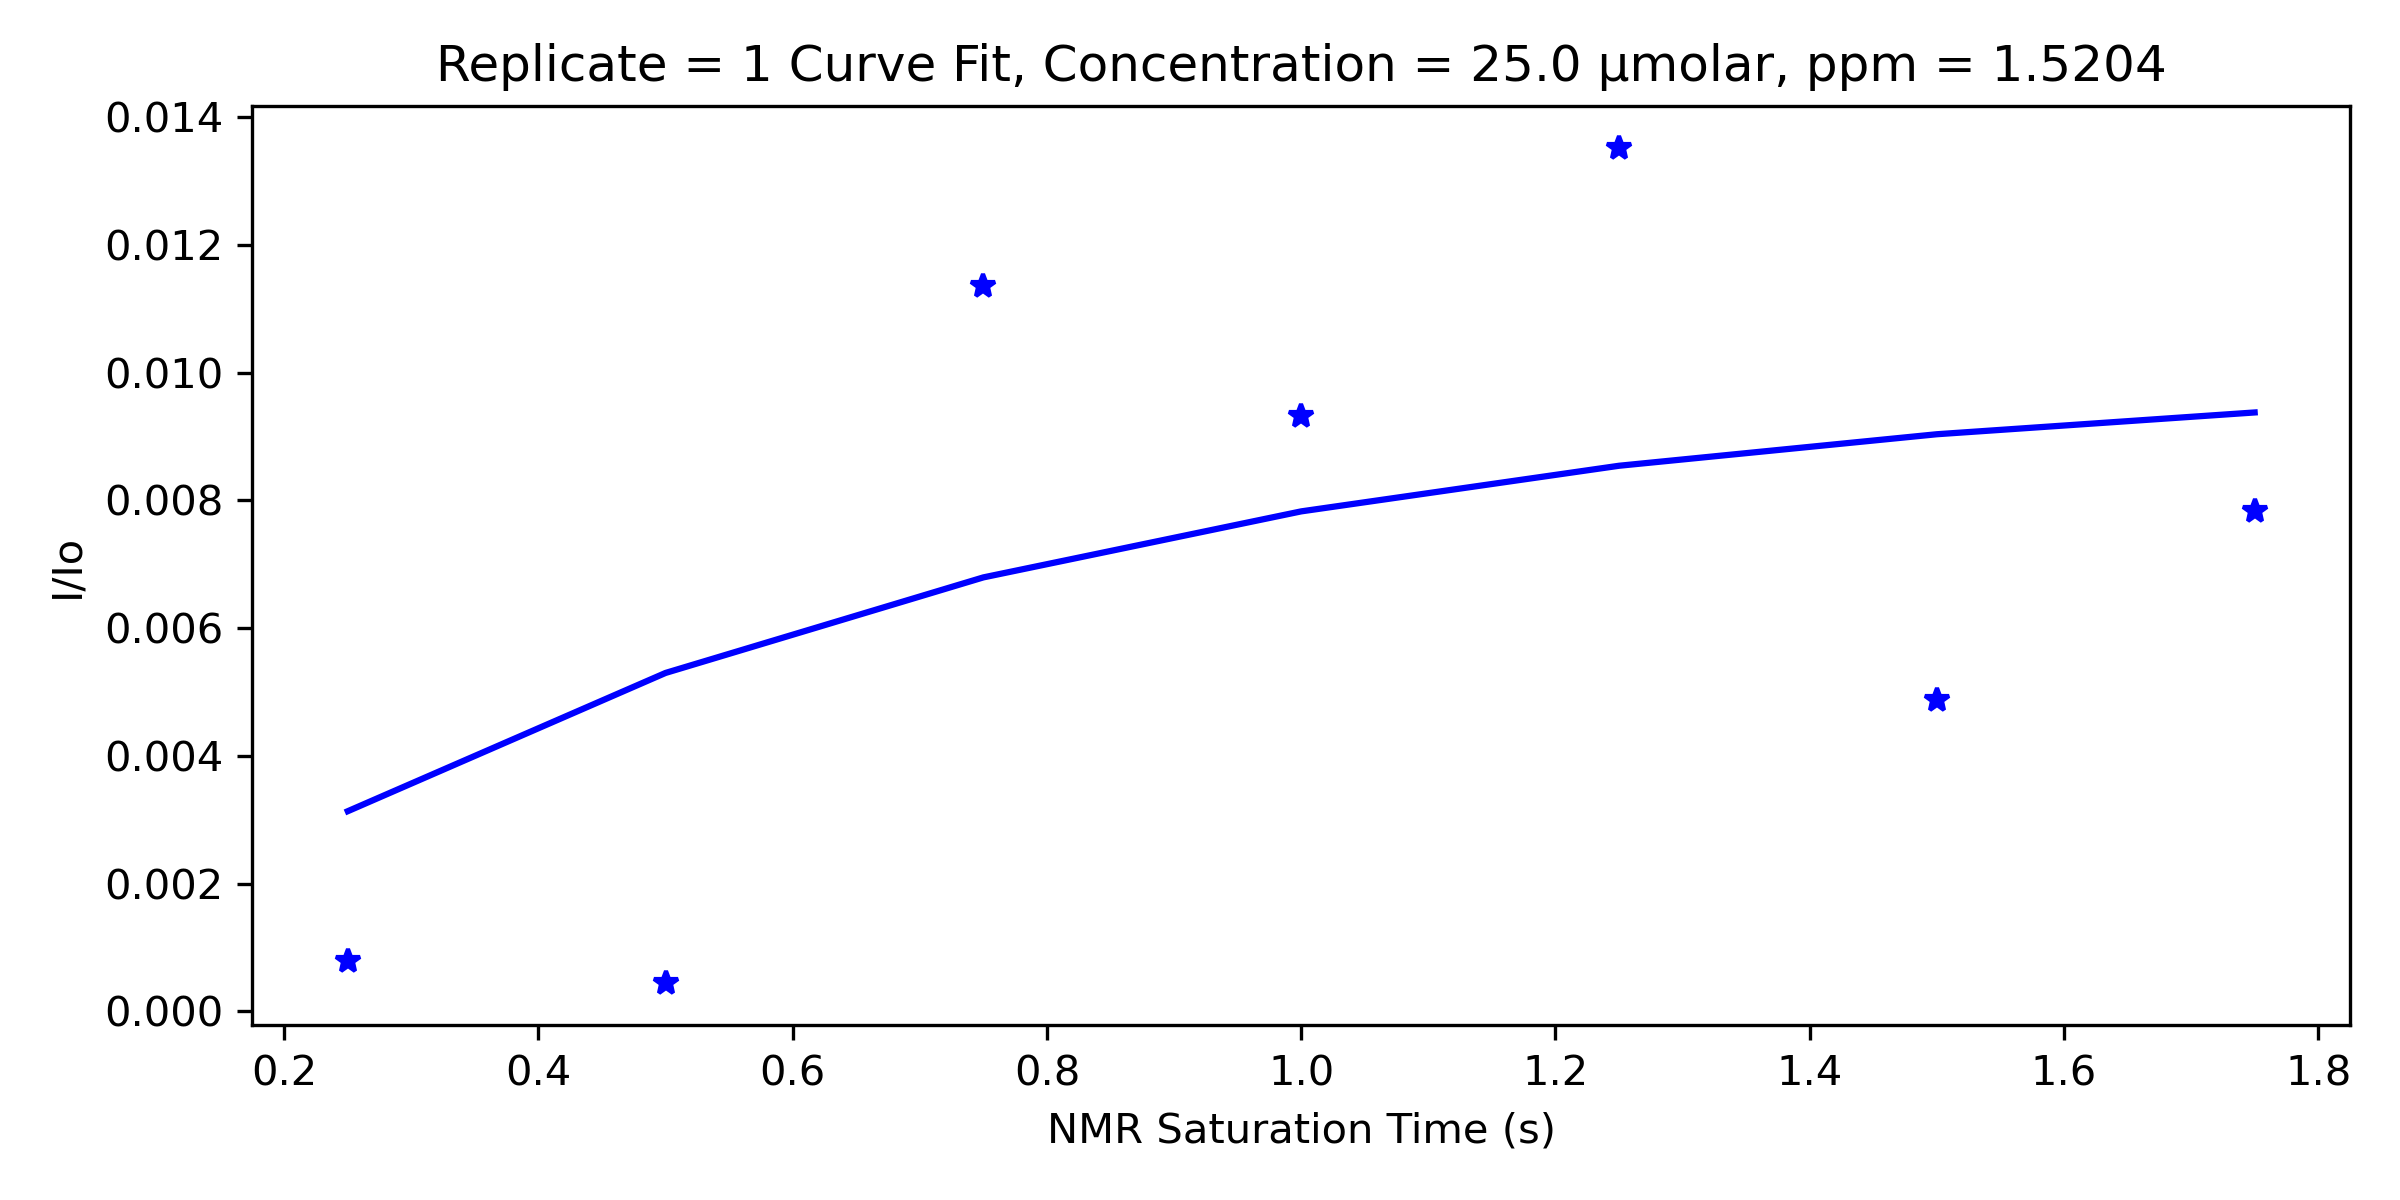 Replicate = 1 Curve Fit, Concentration = 25.0 µmolar, ppm = 1.5204
0.014
0.012
0.010
0.008
0.006
0.004
0.002
0.000
I/Io
0.2 0.4 0.6 0.8 1.0 1.2 1.4 1.6 1.8
NMR Saturation Time (s)